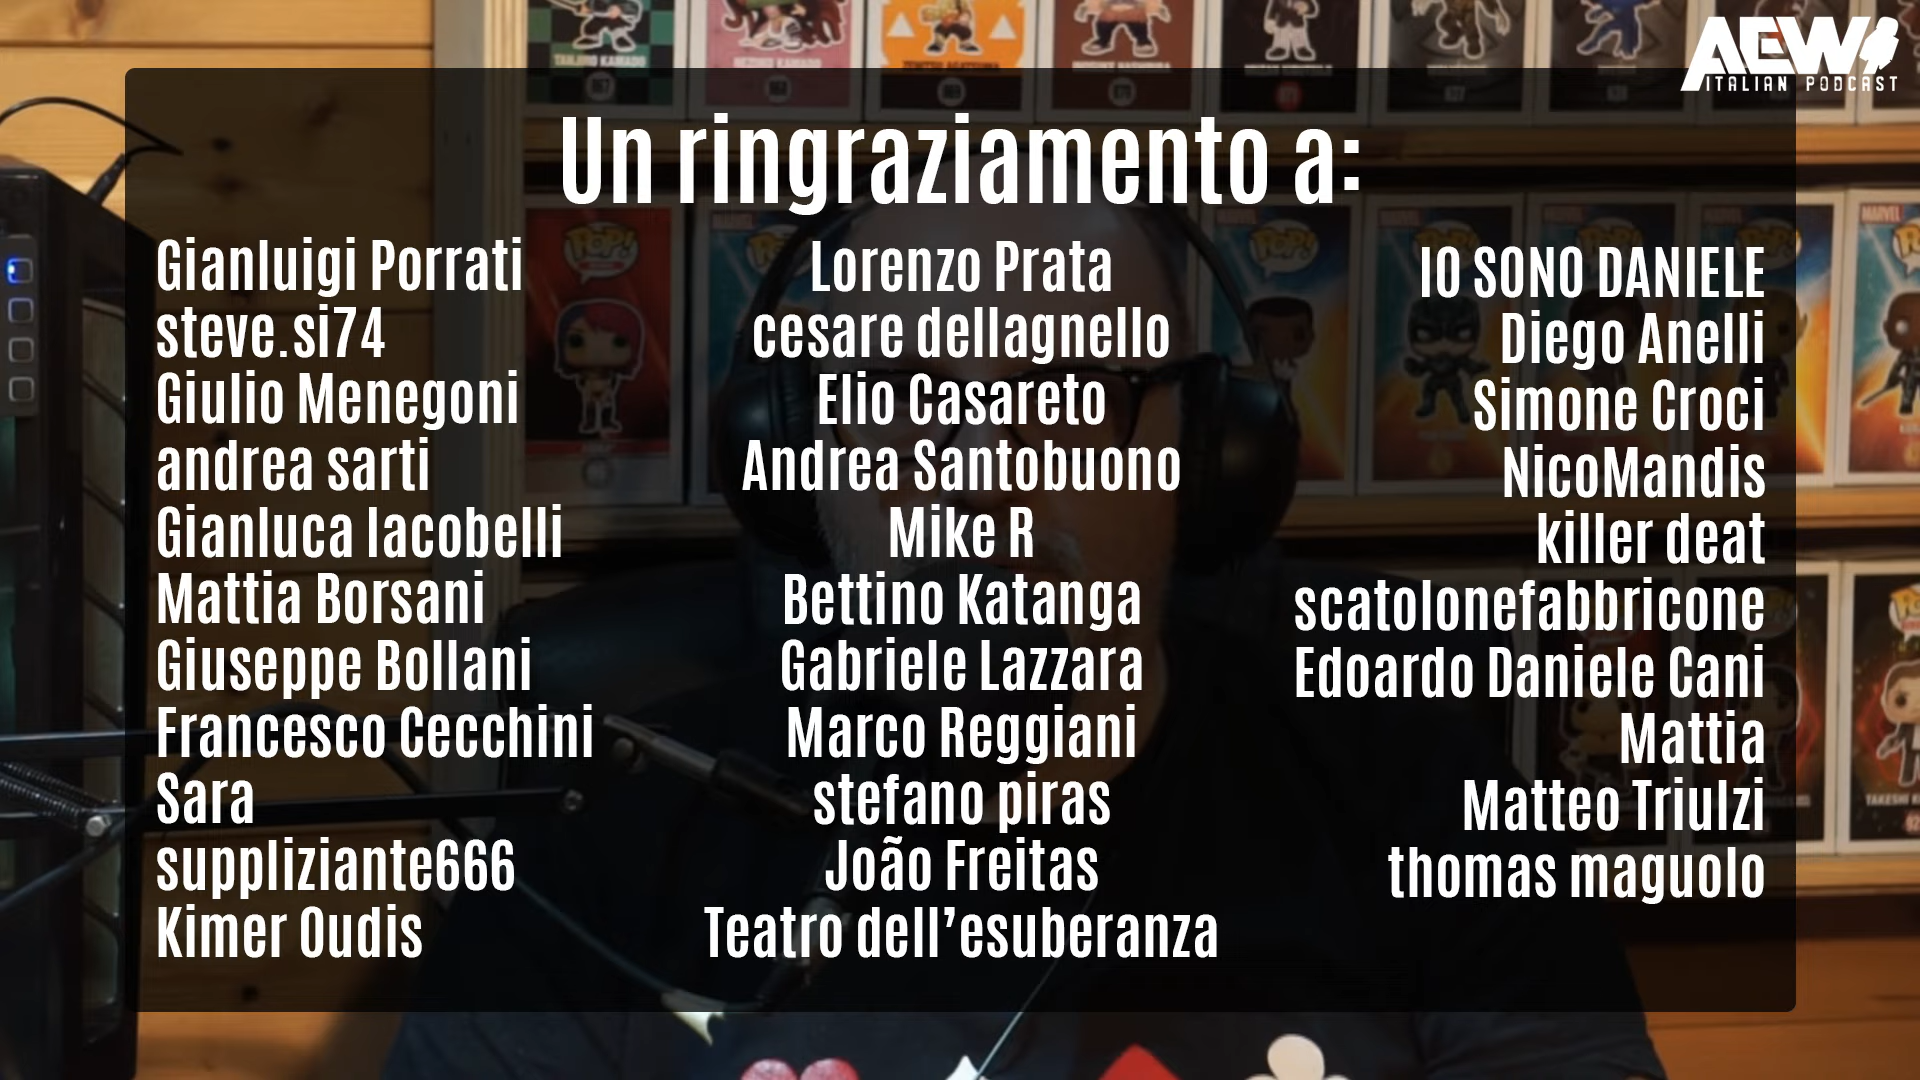 AEW
ITALIAN PODCAST
Un ringraziamento a:
Gianluigi Porrati
steve.si74
Giulio Menegoni
andrea sarti
Gianluca Iacobelli
Mattia Borsani
Giuseppe Bollani
Francesco Cecchini
Sara
suppliziante666
Kimer Oudis
Lorenzo Prata
cesare dellagnello
Elio Casareto
Andrea Santobuono
Mike R
Bettino Katanga
Gabriele Lazzara
Marco Reggiani
stefano piras
João Freitas
Teatro dell’esuberanza
IO SONO DANIELE
Diego Anelli
Simone Croci
NicoMandis
killer deat
scatolonefabbricone
Edoardo Daniele Cani
Mattia
Matteo Triulzi
thomas maguolo